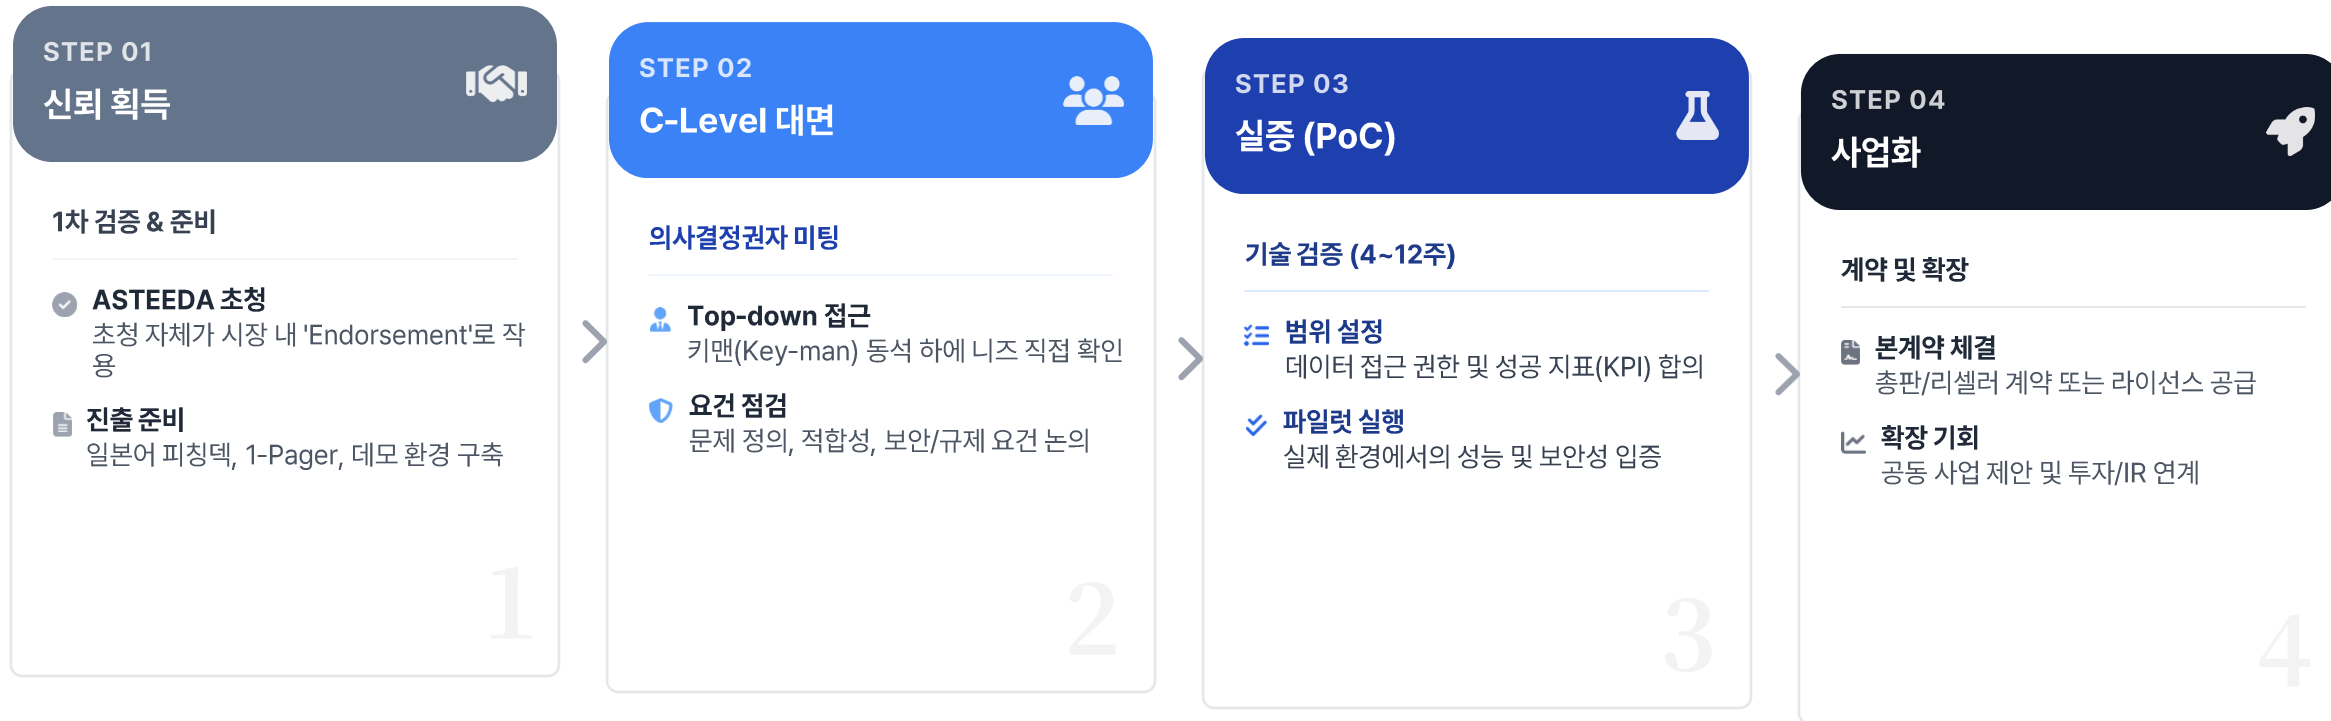 STEP 01
신뢰 획득
1차 검증 & 준비
ASTEEDA 초청
초청 자체가 시장 내 'Endorsement'로 작
용
진출 준비
일본어 피칭덱, 1-Pager, 데모 환경 구축
1
STEP 02
C-Level 대면
의사결정권자 미팅
Top-down 접근
키맨(Key-man) 동석 하에 니즈 직접 확인
요건 점검
문제 정의, 적합성, 보안/규제 요건 논의
2
STEP 03
실증 (PoC)
기술 검증 (4~12주)
범위 설정
데이터 접근 권한 및 성공 지표(KPI) 합의
파일럿 실행
실제 환경에서의 성능 및 보안성 입증
3
STEP 04
사업화
계약 및 확장
본계약 체결
총판/리셀러 계약 또는 라이선스 공급
확장 기회
공동 사업 제안 및 투자/IR 연계
4